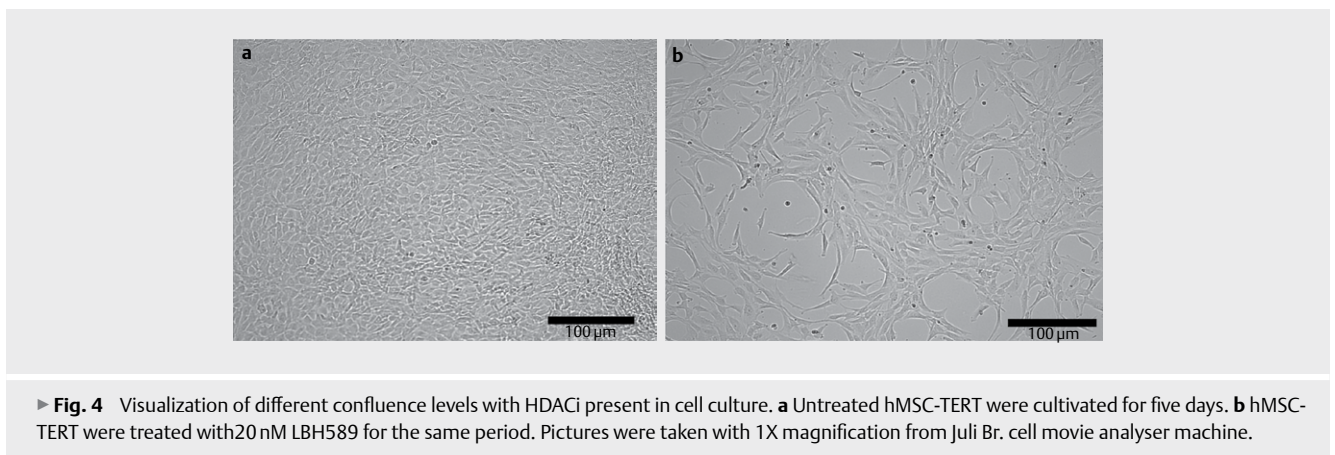 a
b
100 µm
100 µm
▶ Fig. 4 Visualization of different confluence levels with HDACi present in cell culture. a Untreated hMSC-TERT were cultivated for five days. b hMSC-
TERT were treated with20 nM LBH589 for the same period. Pictures were taken with 1X magnification from Juli Br. cell movie analyser machine.